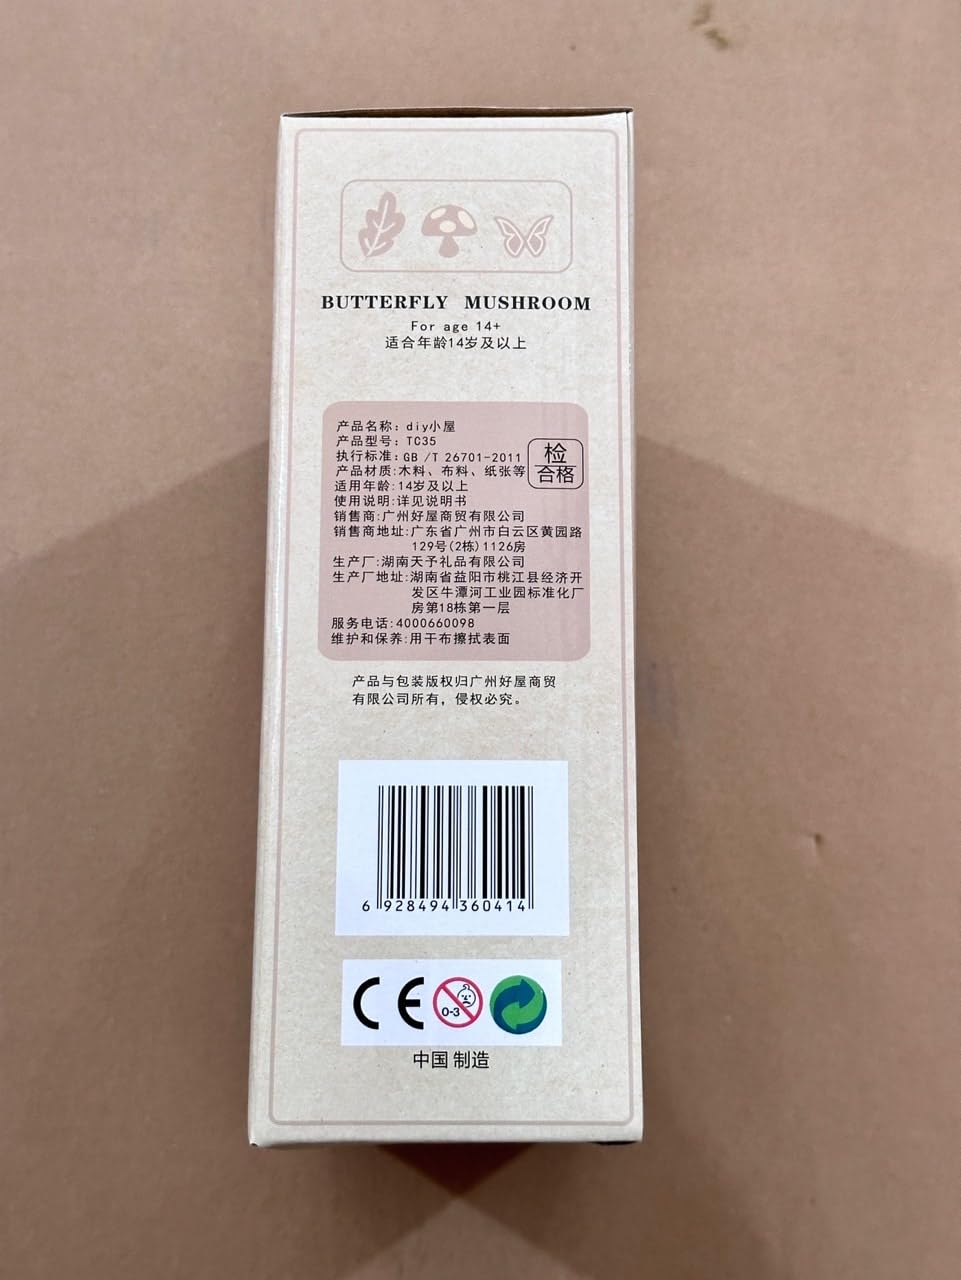 BUTTERFLY MUSHROOM
For age 14+
适合年龄14岁及以上
产品名称：diy小屋
产品型号：TC35
执行标准：GB /T 26701-2011
产品材质:木料、布料、纸张等
检
合格
适用年龄:14岁及以上
使用说明:详见说明书
销售商:广州好屋商贸有限公司
销售商地址:广东省广州市白云区黄园路
129号(2栋)1126房
生产厂:湖南天予礼品有限公司
生产厂地址:湖南省益阳市桃江县经济开
发区牛潭河工业园标准化厂
房第18栋第一层
服务电话:4000660098
维护和保养:用干布擦拭表面
产品与包装版权归广州好屋商贸
有限公司所有，侵权必究。
6 928494 360414
CE
0-3
中国 制造